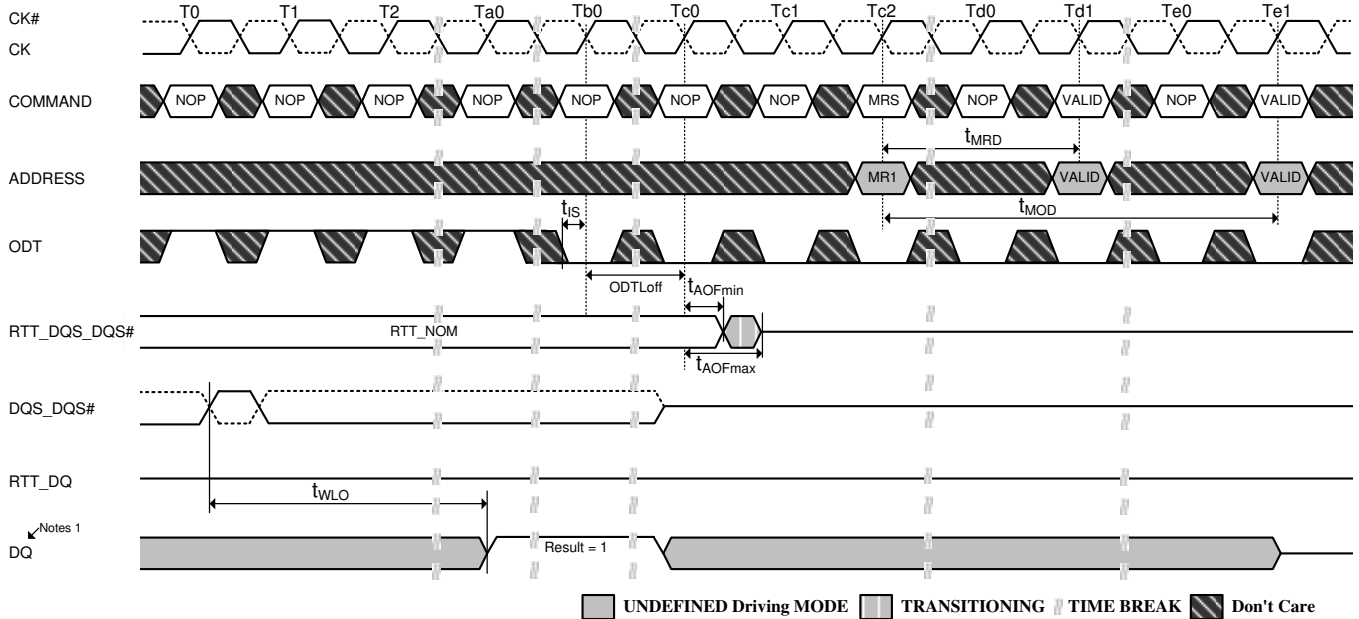 T0 T1 T2 Ta0 Tb0 Tc0 Tc1 Tc2 Td0 Td1 Te0 Te1
CK#
CK
COMMAND NOP NOP NOP NOP NOP NOP NOP MRS NOP VALID NOP VALID
tMRD
ADDRESS MR1 VALID VALID
tIS tMOD
ODT
ODTLoff tAOFmin
RTT_DQS_DQS# RTT_NOM
tAOFmax
DQS_DQS#
RTT_DQ
tWLO
Notes 1
DQ Result = 1
UNDEFINED Driving MODE TRANSITIONING TIME BREAK Don't Care